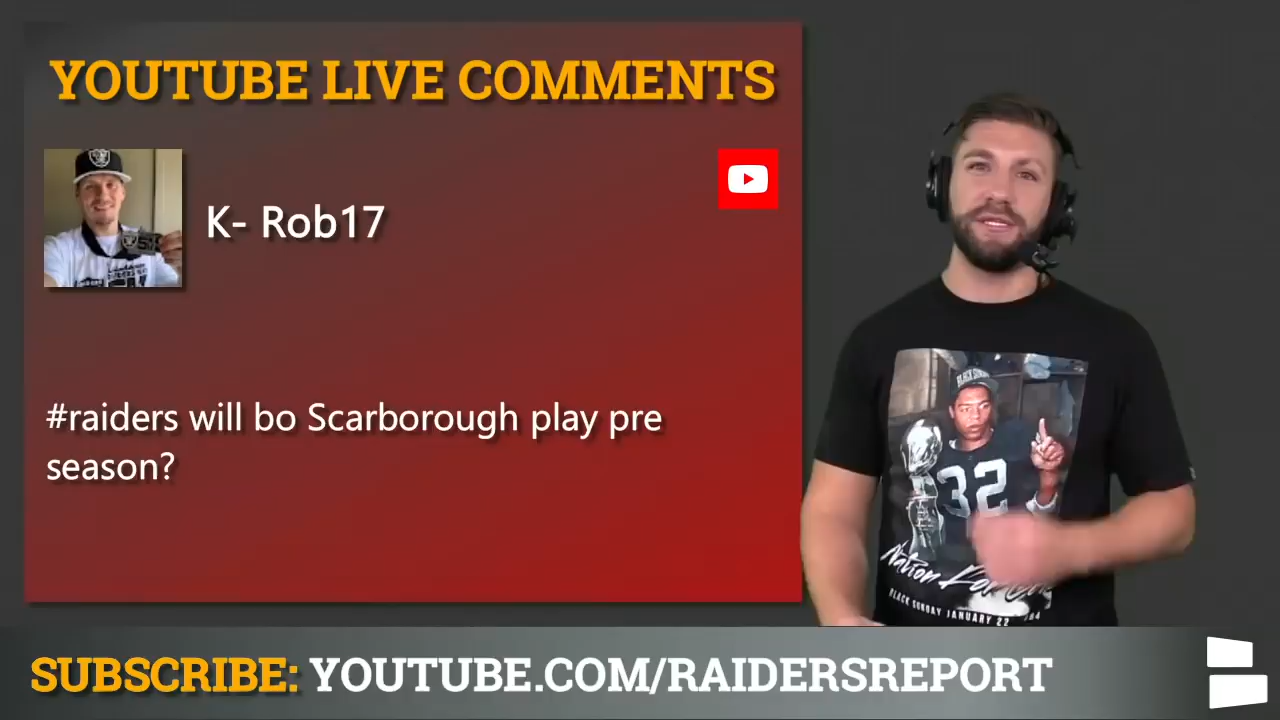 YOUTUBE LIVE COMMENTS
K- Rob17
#raiders will bo Scarborough play pre
season?
32
BLACK SUNDAY JANUARY 22
SUBSCRIBE: YOUTUBE.COM/RAIDERSREPORT